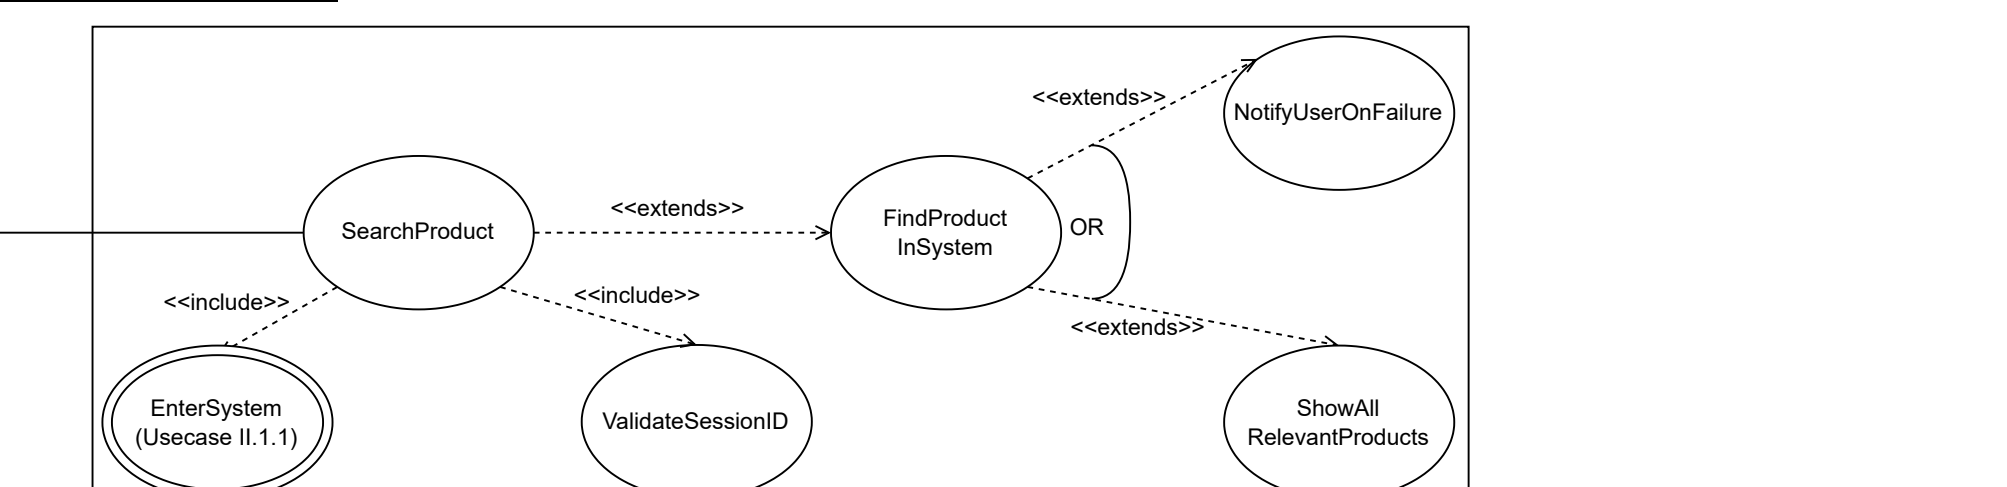 <<extends>>
NotifyUserOnFailure
SearchProduct
<<extends>>
FindProduct
InSystem
OR
<<include>>
<<include>>
<<extends>>
EnterSystem
(Usecase II.1.1)
ValidateSessionID
ShowAll
RelevantProducts